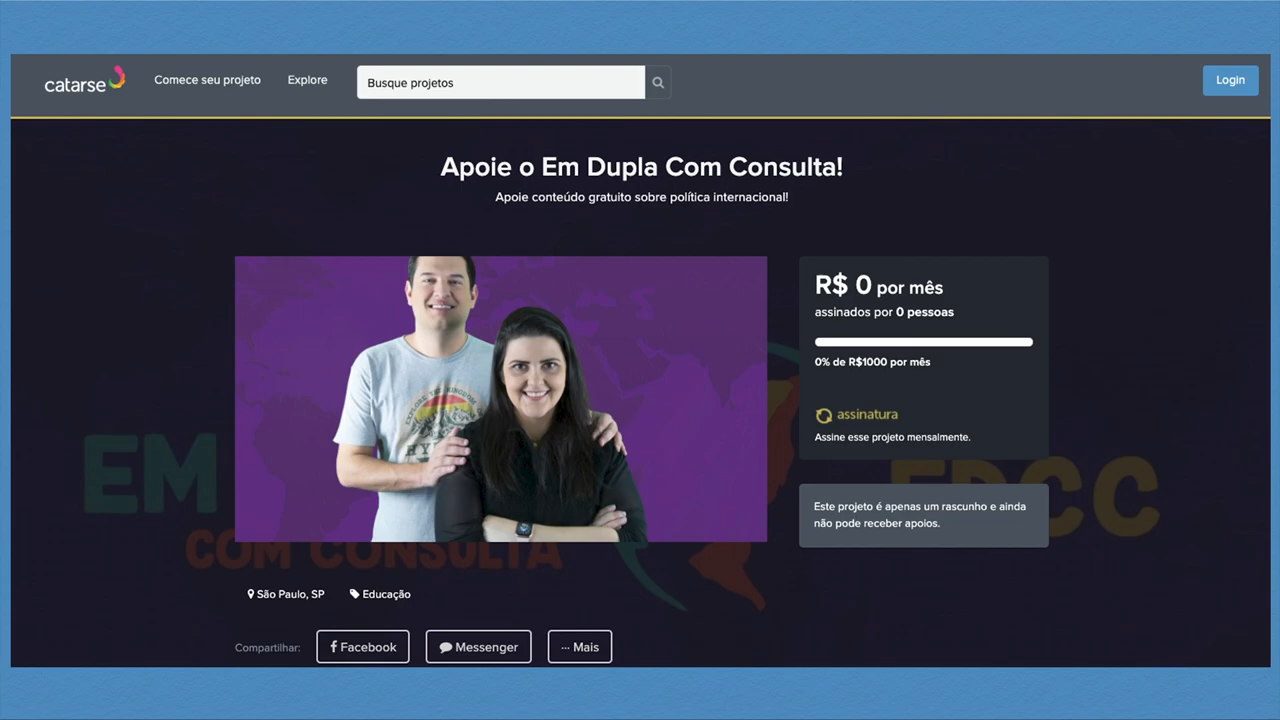 catarse
Comece seu projeto
Explore
Busque projetos
Login
Apoie o Em Dupla Com Consulta!
Apoie conteúdo gratuito sobre política internacional!
R$ 0 por mês
assinados por 0 pessoas
0% de R$1000 por mês
assinatura
Assine esse projeto mensalmente.
Este projeto é apenas um rascunho e ainda
não pode receber apoios.
EM
COM CONSULTA
EDCC
São Paulo, SP
Educação
Compartilhar:
Facebook
Messenger
··· Mais